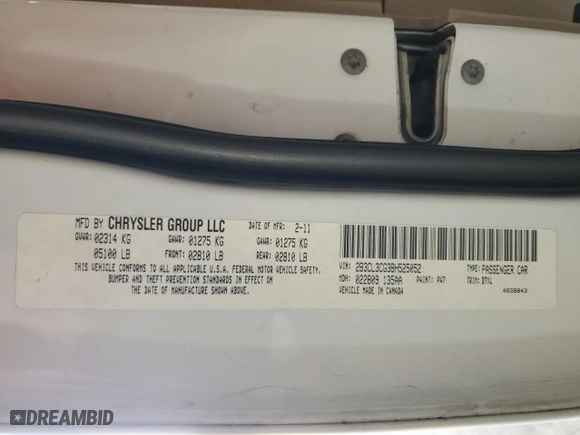 MFD BY CHRYSLER GROUP LLC DATE OF MFR: 2-11
GVWR: 02314 KG GAWR: 01275 KG GAWR: 01275 KG
05100 LB FRONT: 02810 LB REAR: 02810 LB
THIS VEHICLE CONFORMS TO ALL APPLICABLE U.S.A. FEDERAL MOTOR VEHICLE SAFETY,
BUMPER AND THEFT PREVENTION STANDARDS IN EFFECT ON
THE DATE OF MANUFACTURE SHOWN ABOVE.
VIN: 2B3CL3CG3BH525052 TYPE: PASSENGER CAR
MDH: 022809 135AA PAINT: PW7 TRIM: D7XL
VEHICLE MADE IN CANADA 4658843
DREAMBID